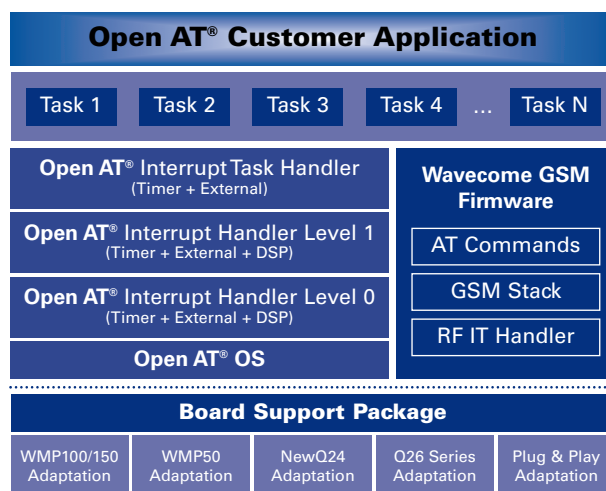 Open AT® Customer Application
Task 1 Task 2 Task 3 Task 4 ... Task N
Open AT® Interrupt Task Handler
(Timer + External)
Open AT® Interrupt Handler Level 1
(Timer + External + DSP)
Open AT® Interrupt Handler Level 0
(Timer + External + DSP)
Open AT® OS
Wavecome GSM
Firmware
AT Commands
GSM Stack
RF IT Handler
Board Support Package
WMP100/150
Adaptation
WMP50
Adaptation
NewQ24
Adaptation
Q26 Series
Adaptation
Plug & Play
Adaptation